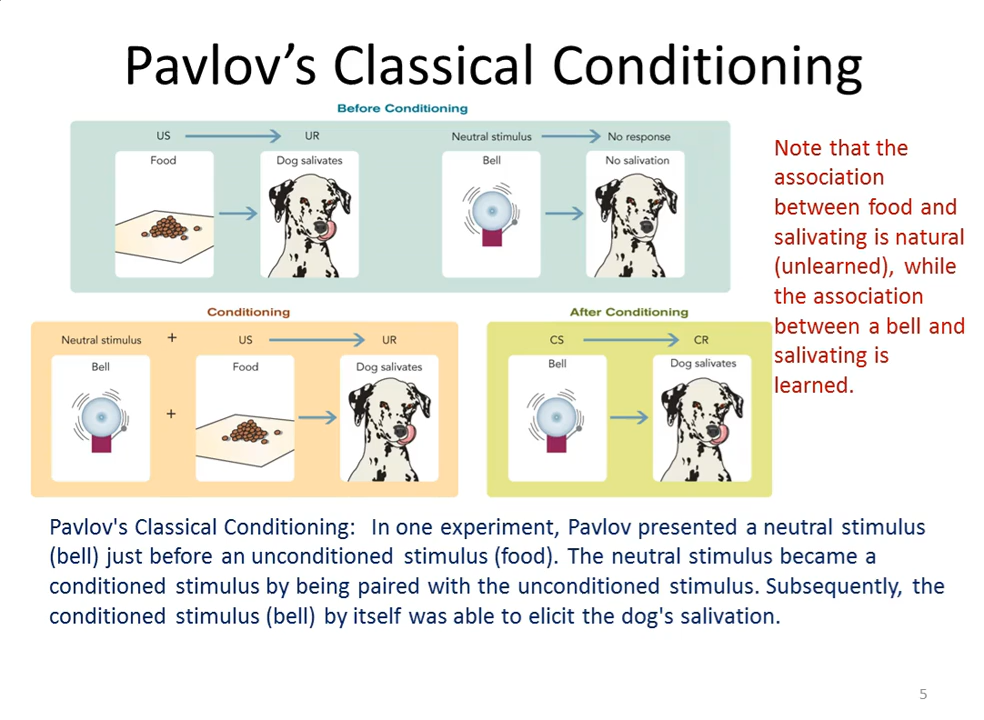 Pavlov’s Classical Conditioning
Before Conditioning
US UR
Food Dog salivates
Neutral stimulus No response
Bell No salivation
Note that the
association
between food and
salivating is natural
(unlearned), while
the association
between a bell and
salivating is
learned.
Conditioning
Neutral stimulus + US UR
Bell Food Dog salivates
+
After Conditioning
CS CR
Bell Dog salivates
Pavlov's Classical Conditioning: In one experiment, Pavlov presented a neutral stimulus
(bell) just before an unconditioned stimulus (food). The neutral stimulus became a
conditioned stimulus by being paired with the unconditioned stimulus. Subsequently, the
conditioned stimulus (bell) by itself was able to elicit the dog's salivation.
5